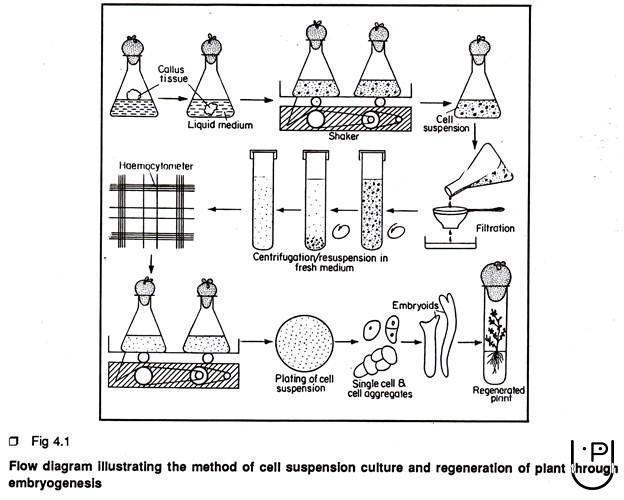 Callus
tissue
Liquid medium
Shaker
Cell
suspension
Haemocytometer
Filtration
Centrifugation/resuspension in
fresh medium
Embryoids
Plating of cell
suspension
Single cell &
cell aggregates
Regenerated
plant
Fig 4.1
Flow diagram illustrating the method of cell suspension culture and regeneration of plant through
embryogenesis
P